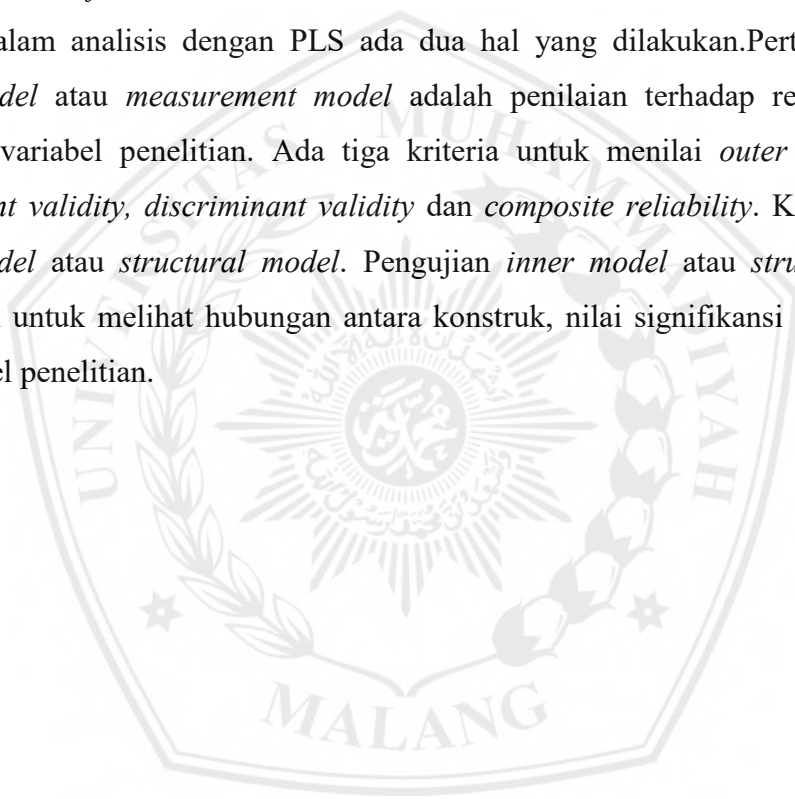 alam analisis dengan PLS ada dua hal yang dilakukan.Pert
del atau measurement model adalah penilaian terhadap re
variabel penelitian. Ada tiga kriteria untuk menilai outer
nt validity, discriminant validity dan composite reliability. K
del atau structural model. Pengujian inner model atau stru
untuk melihat hubungan antara konstruk, nilai signifikansi
el penelitian.
UNIVERSITAS MUHAMMADIYAH
MALANG